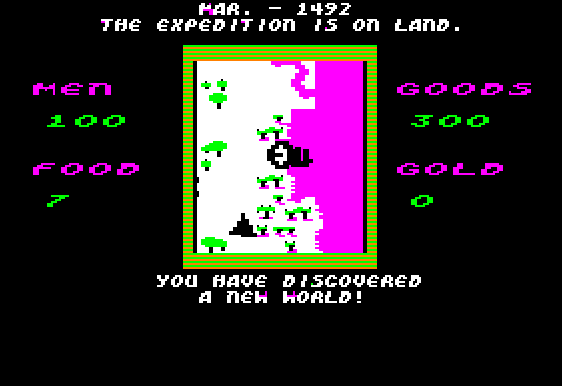 MAR. - 1492
THE EXPEDITION IS ON LAND.
MEN
GOODS
100
300
FOOD
GOLD
7
0
YOU HAVE DISCOVERED
A NEW WORLD!